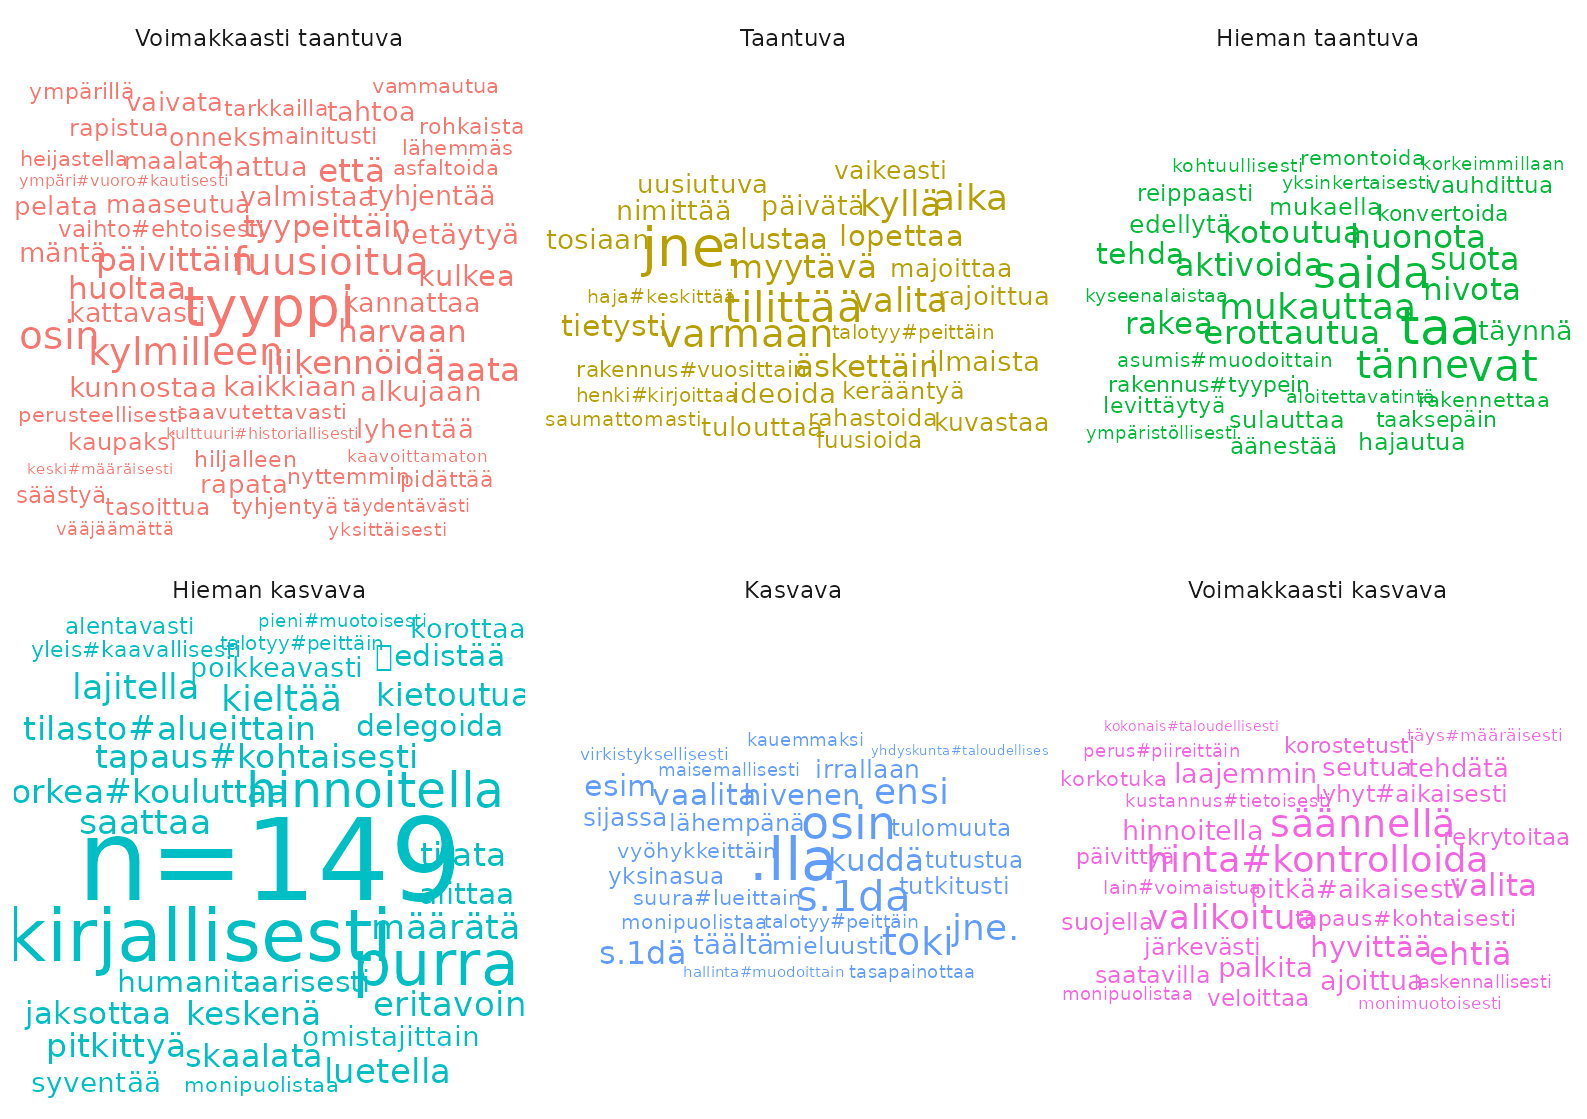 Voimakkaasti taantuva
ympärillä
vammautua
vaivata
tarkkailla
tahtoa
rapistua
onneksi
mainitusti
rohkaista
lähemmäs
heijastella
maalata
hattua
että
asfaltoida
ympäri#vuoro#kautisesti
pelata
maaseutua
valmistaa
tyhjentää
vaihto#ehtoisesti
tyypeittäin
vetäytyä
mäntä
päivittäin
fuusioitua
kulkea
huoltaa
tyyppi
kannattaa
kattavasti
osin
harvaan
kylmilleen
liikennöidä
laata
kunnostaa
kaikkiaan
alkujaan
perusteellisesti
saavutettavasti
kaupaksi
kulttuuri#historiallisesti
lyhentää
keski#määräisesti
hiljalleen
kaavoittamaton
rapata
nyttemmin
pidättää
säästyä
tasoittua
tyhjentyä
täydentävästi
vääjäämättä
yksittäisesti
Taantuva
vaikeasti
uusiutuva
nimittää
päivätä
kyllä
aika
tosiaan
jne.
alustaa
lopettaa
myytävä
majoittaa
haja#keskittää
tilittää
valita
rajoittua
tietysti
varmaan
talotyy#peittäin
rakennus#vuosittain
äskettäin
ilmaista
henki#kirjoittaa
ideoida
kerääntyä
saumattomasti
tulouttaa
rahastoida
kuvastaa
fuusioida
Hieman taantuva
kohtuullisesti
remontoida
korkeimmillaan
reippaasti
yksinkertaisesti
vauhdittua
mukaella
konvertoida
edellytä
kotoutua
huonota
tehda
aktivoida
saida
suota
kyseenalaistaa
mukauttaa
nivota
rakea
erottautua
taa
täynnä
asumis#muodoittain
tännevat
rakennus#tyypein
aloitettavatintä
levittäytyä
rakennettaa
sulauttaa
taaksepäin
ympäristöllisesti
äänestää
hajautua
Hieman kasvava
alentavasti
pieni#muotoisesti
korottaa
yleis#kaavallisesti
talotyy#peittäin
poikkeavasti
edistää
lajitella
kieltää
kietoutua
tilasto#alueittain
delegoida
tapaus#kohtaisesti
orkea#kouluttaa
hinnoitella
saattaa
n=149
tilata
alittaa
kirjallisesti
määrätä
purra
humanitaarisesti
jaksottaa
keskenä
eritavoin
pitkittyä
skaalata
omistajittain
syventää
monipuolistaa
luetella
Kasvava
virkistyksellisesti
kauemmaksi
yhdyskunta#taloudellises
maisemallisesti
irrallaan
esim
vaalita
hivenen
ensi
sijassa
lähempänä
osin
tulomuuta
vyöhykkeittäin
.lla
kuddä
tutustua
yksinasua
s.1da
tutkitusti
suura#lueittain
monipuolistaa
talotyy#peittäin
jne.
s.1dä
täältä
mieluusti
toki
hallinta#muodoittain
tasapainottaa
Voimakkaasti kasvava
kokonais#taloudellisesti
täys#määräisesti
perus#piireittäin
korostetusti
korkotuka
laajemmin
seutua
tehdätä
kustannus#tietoisesti
lyhyt#aikaisesti
hinnoitella
säännellä
rekrytoitaa
päivittyä
hinta#kontrolloida
lain#voimaistua
pitkä#aikaisesti
valita
suojella
valikoitua
tapaus#kohtaisesti
järkevästi
hyvittää
ehtiä
saatavilla
palkita
ajoittua
laskennallisesti
monipuolistaa
veloittaa
monimuotoisesti